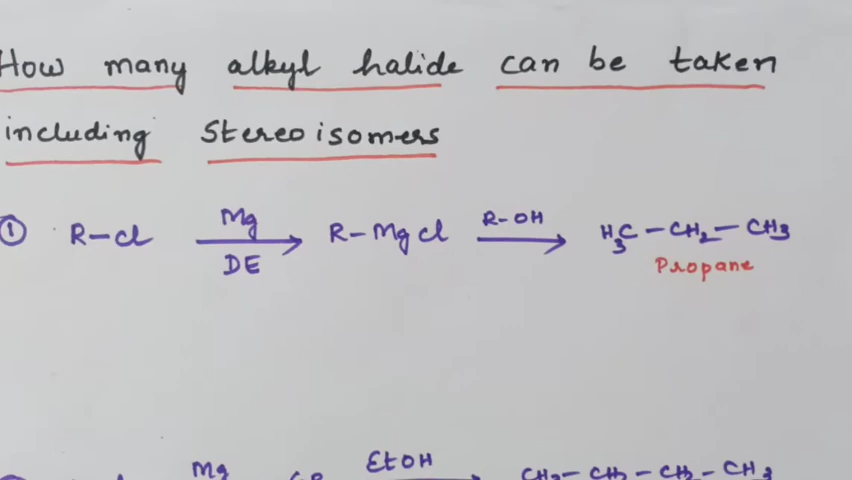 How many alkyl halide can be taken
including Stereoisomers
① R-Cl Mg DE R-MgCl R-OH H3C-CH2-CH3
Propane
Mg EtOH CH3-CH2-CH2-CH3